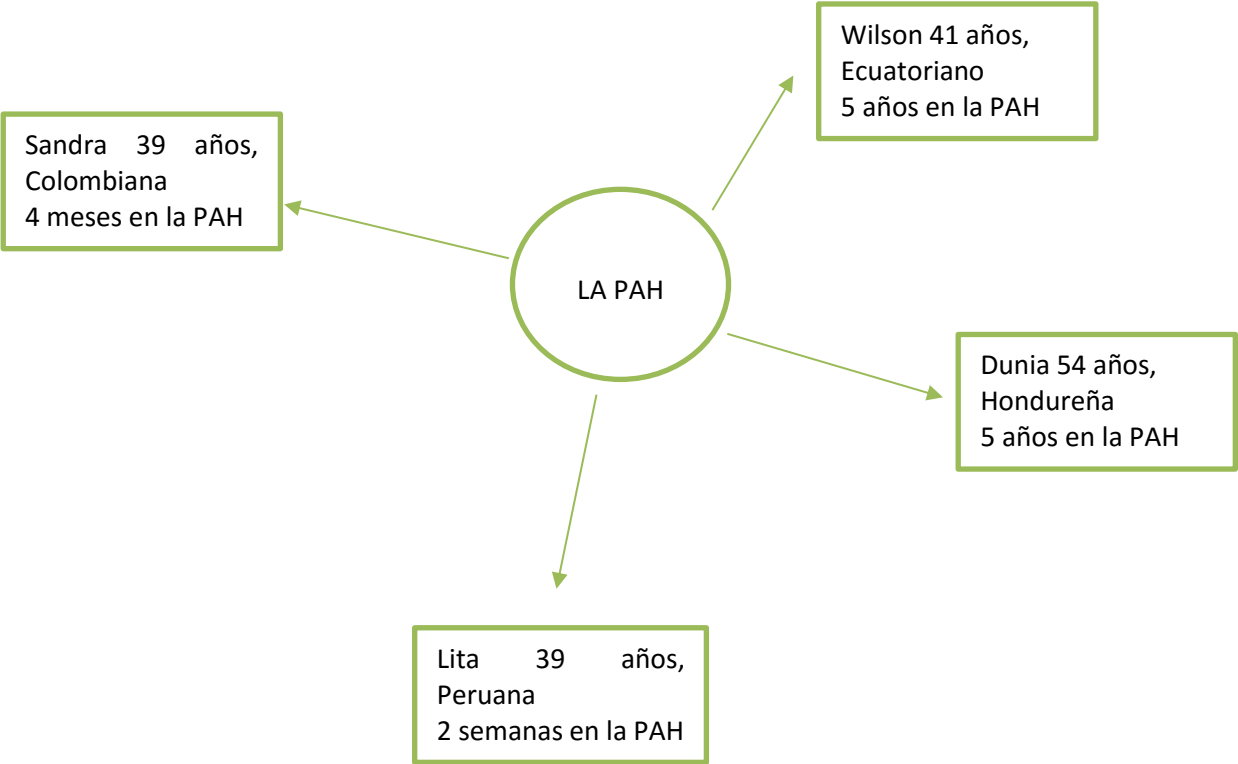 Wilson 41 años,
Ecuatoriano
5 años en la PAH
Sandra 39 años,
Colombiana
4 meses en la PAH
LA PAH
Dunia 54 años,
Hondureña
5 años en la PAH
Lita 39 años,
Peruana
2 semanas en la PAH